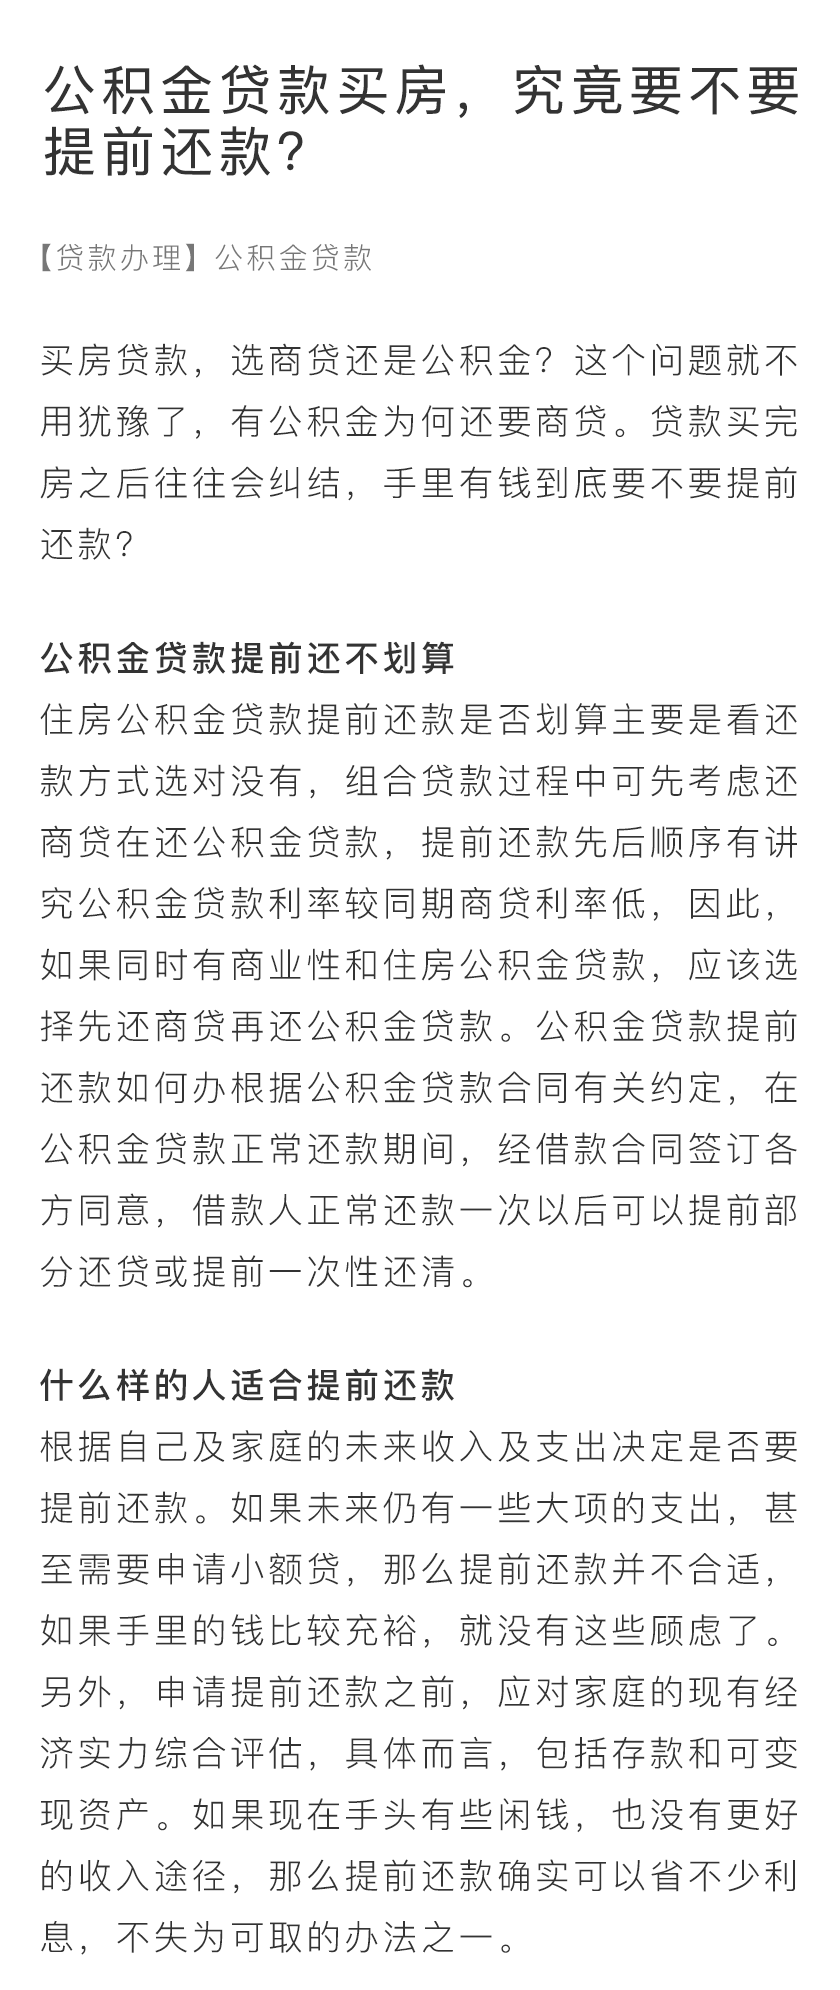 公积金贷款买房，究竟要不要
提前还款？
【贷款办理】公积金贷款
买房贷款，选商贷还是公积金？这个问题就不
用犹豫了，有公积金为何还要商贷。贷款买完
房之后往往会纠结，手里有钱到底要不要提前
还款？
公积金贷款提前还不划算
住房公积金贷款提前还款是否划算主要是看还
款方式选对没有，组合贷款过程中可先考虑还
商贷在还公积金贷款，提前还款先后顺序有讲
究公积金贷款利率较同期商贷利率低，因此，
如果同时有商业性和住房公积金贷款，应该选
择先还商贷再还公积金贷款。公积金贷款提前
还款如何办根据公积金贷款合同有关约定，在
公积金贷款正常还款期间，经借款合同签订各
方同意，借款人正常还款一次以后可以提前部
分还贷或提前一次性还清。
什么样的人适合提前还款
根据自己及家庭的未来收入及支出决定是否要
提前还款。如果未来仍有一些大项的支出，甚
至需要申请小额贷，那么提前还款并不合适，
如果手里的钱比较充裕，就没有这些顾虑了。
另外，申请提前还款之前，应对家庭的现有经
济实力综合评估，具体而言，包括存款和可变
现资产。如果现在手头有些闲钱，也没有更好
的收入途径，那么提前还款确实可以省不少利
息，不失为可取的办法之一。